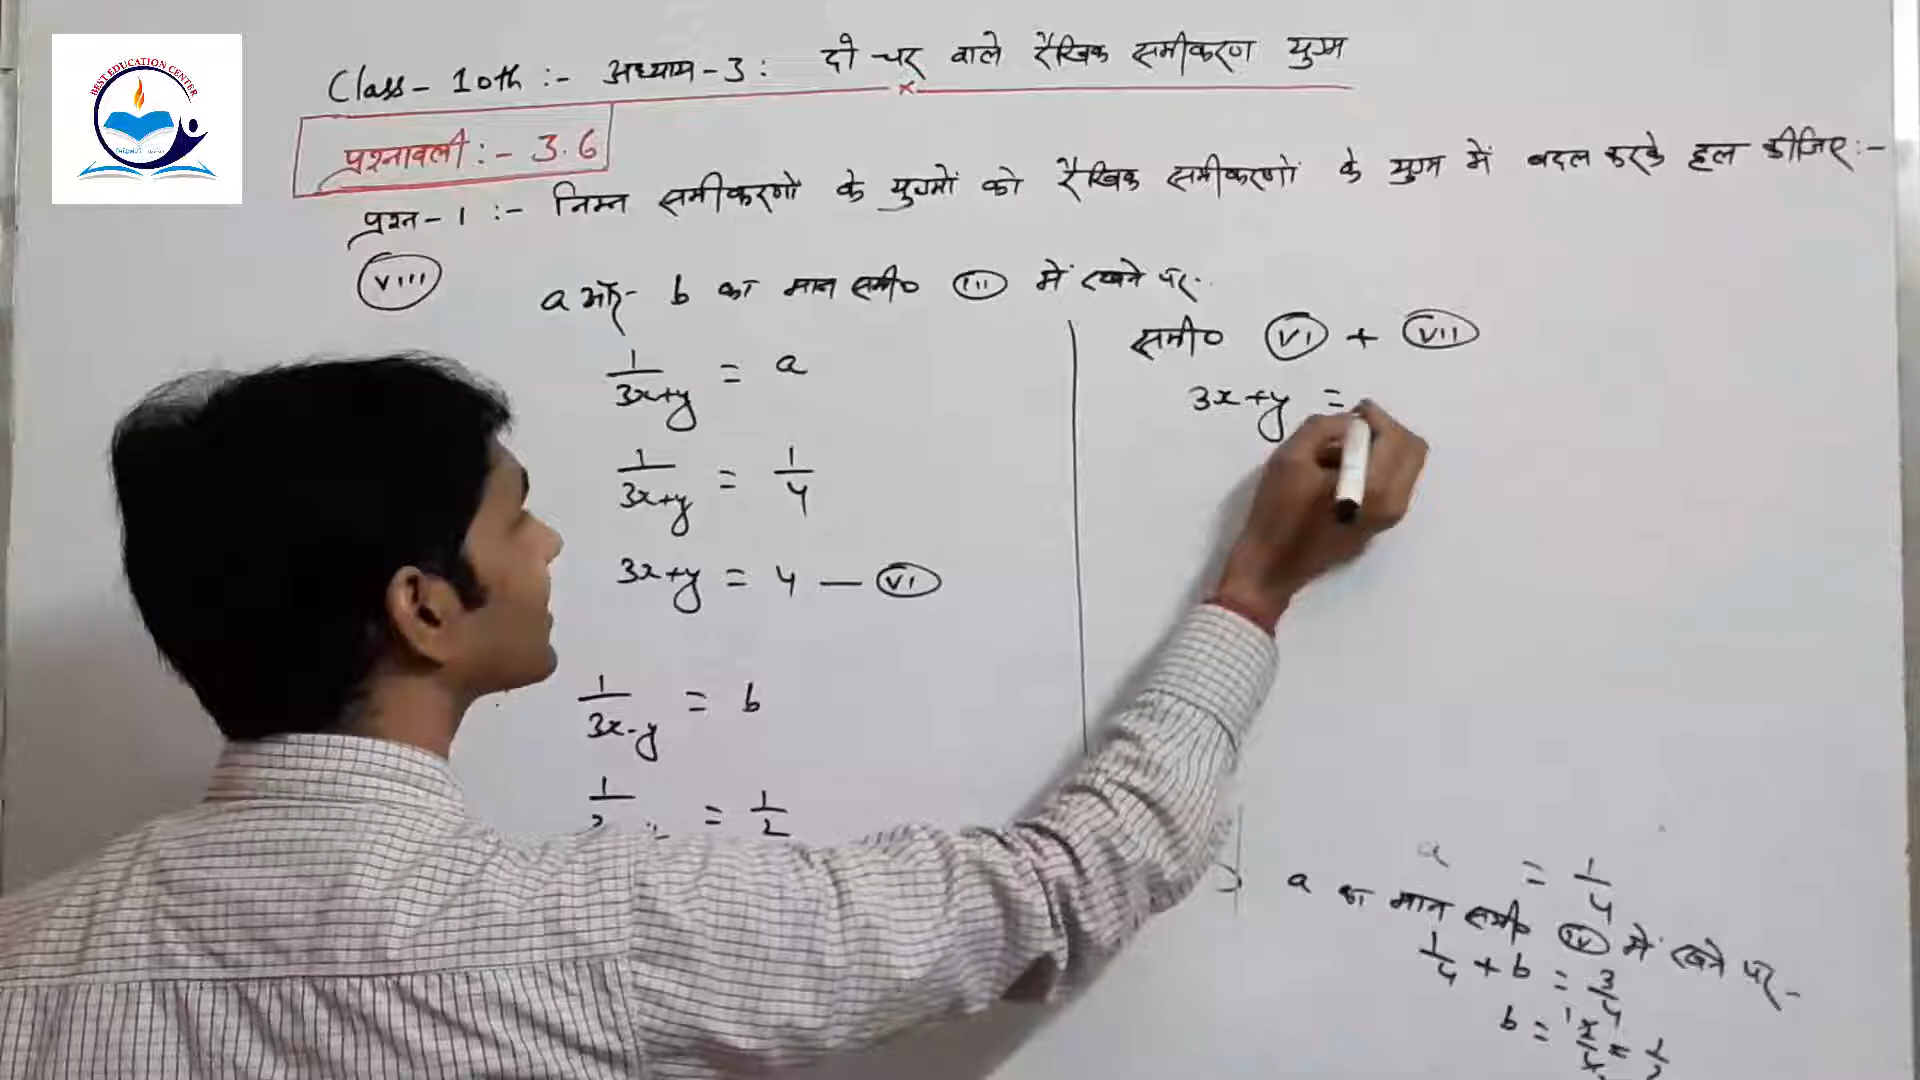 BEST EDUCATION CENTER
Class - 10th :- अध्याय - 3 : दो चर वाले रैखिक समीकरण युग्म
प्रश्नावली :- 3.6
प्रश्न - 1 :- निम्न समीकरणों के युग्मों को रैखिक समीकरणों के युग्म में बदल करके हल कीजिए :-
VIII
a और b का मान समी० III में रखने पर.
1/3x+y = a
1/3x+y = 1/4
3x+y = 4 — VI
1/3x-y = b
= 1/2
समी० VI + VII
3x+y =
a = 1/4
a का मान समी० IV में रखने पर -
1/4 + b = 3/4
b =